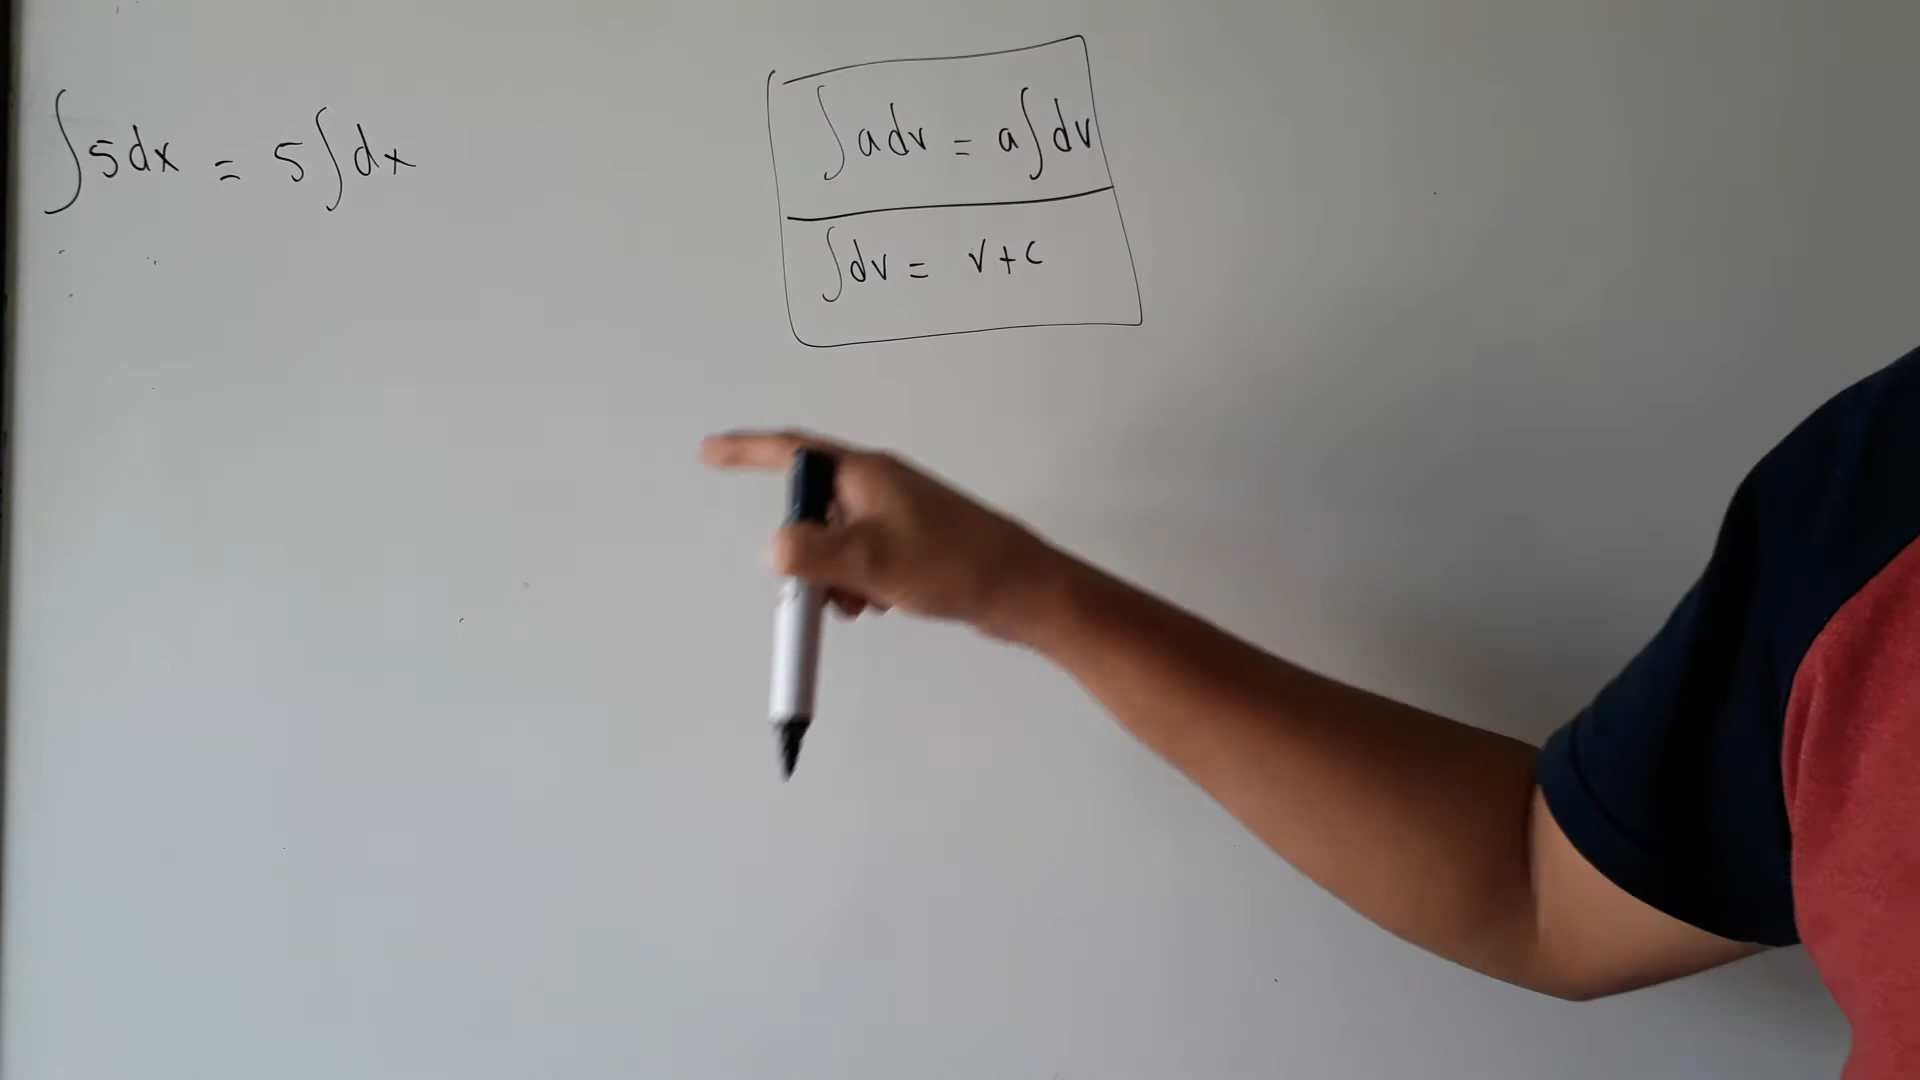 ∫5dx = 5∫dx
∫adv = a∫dv
∫dv = v+c